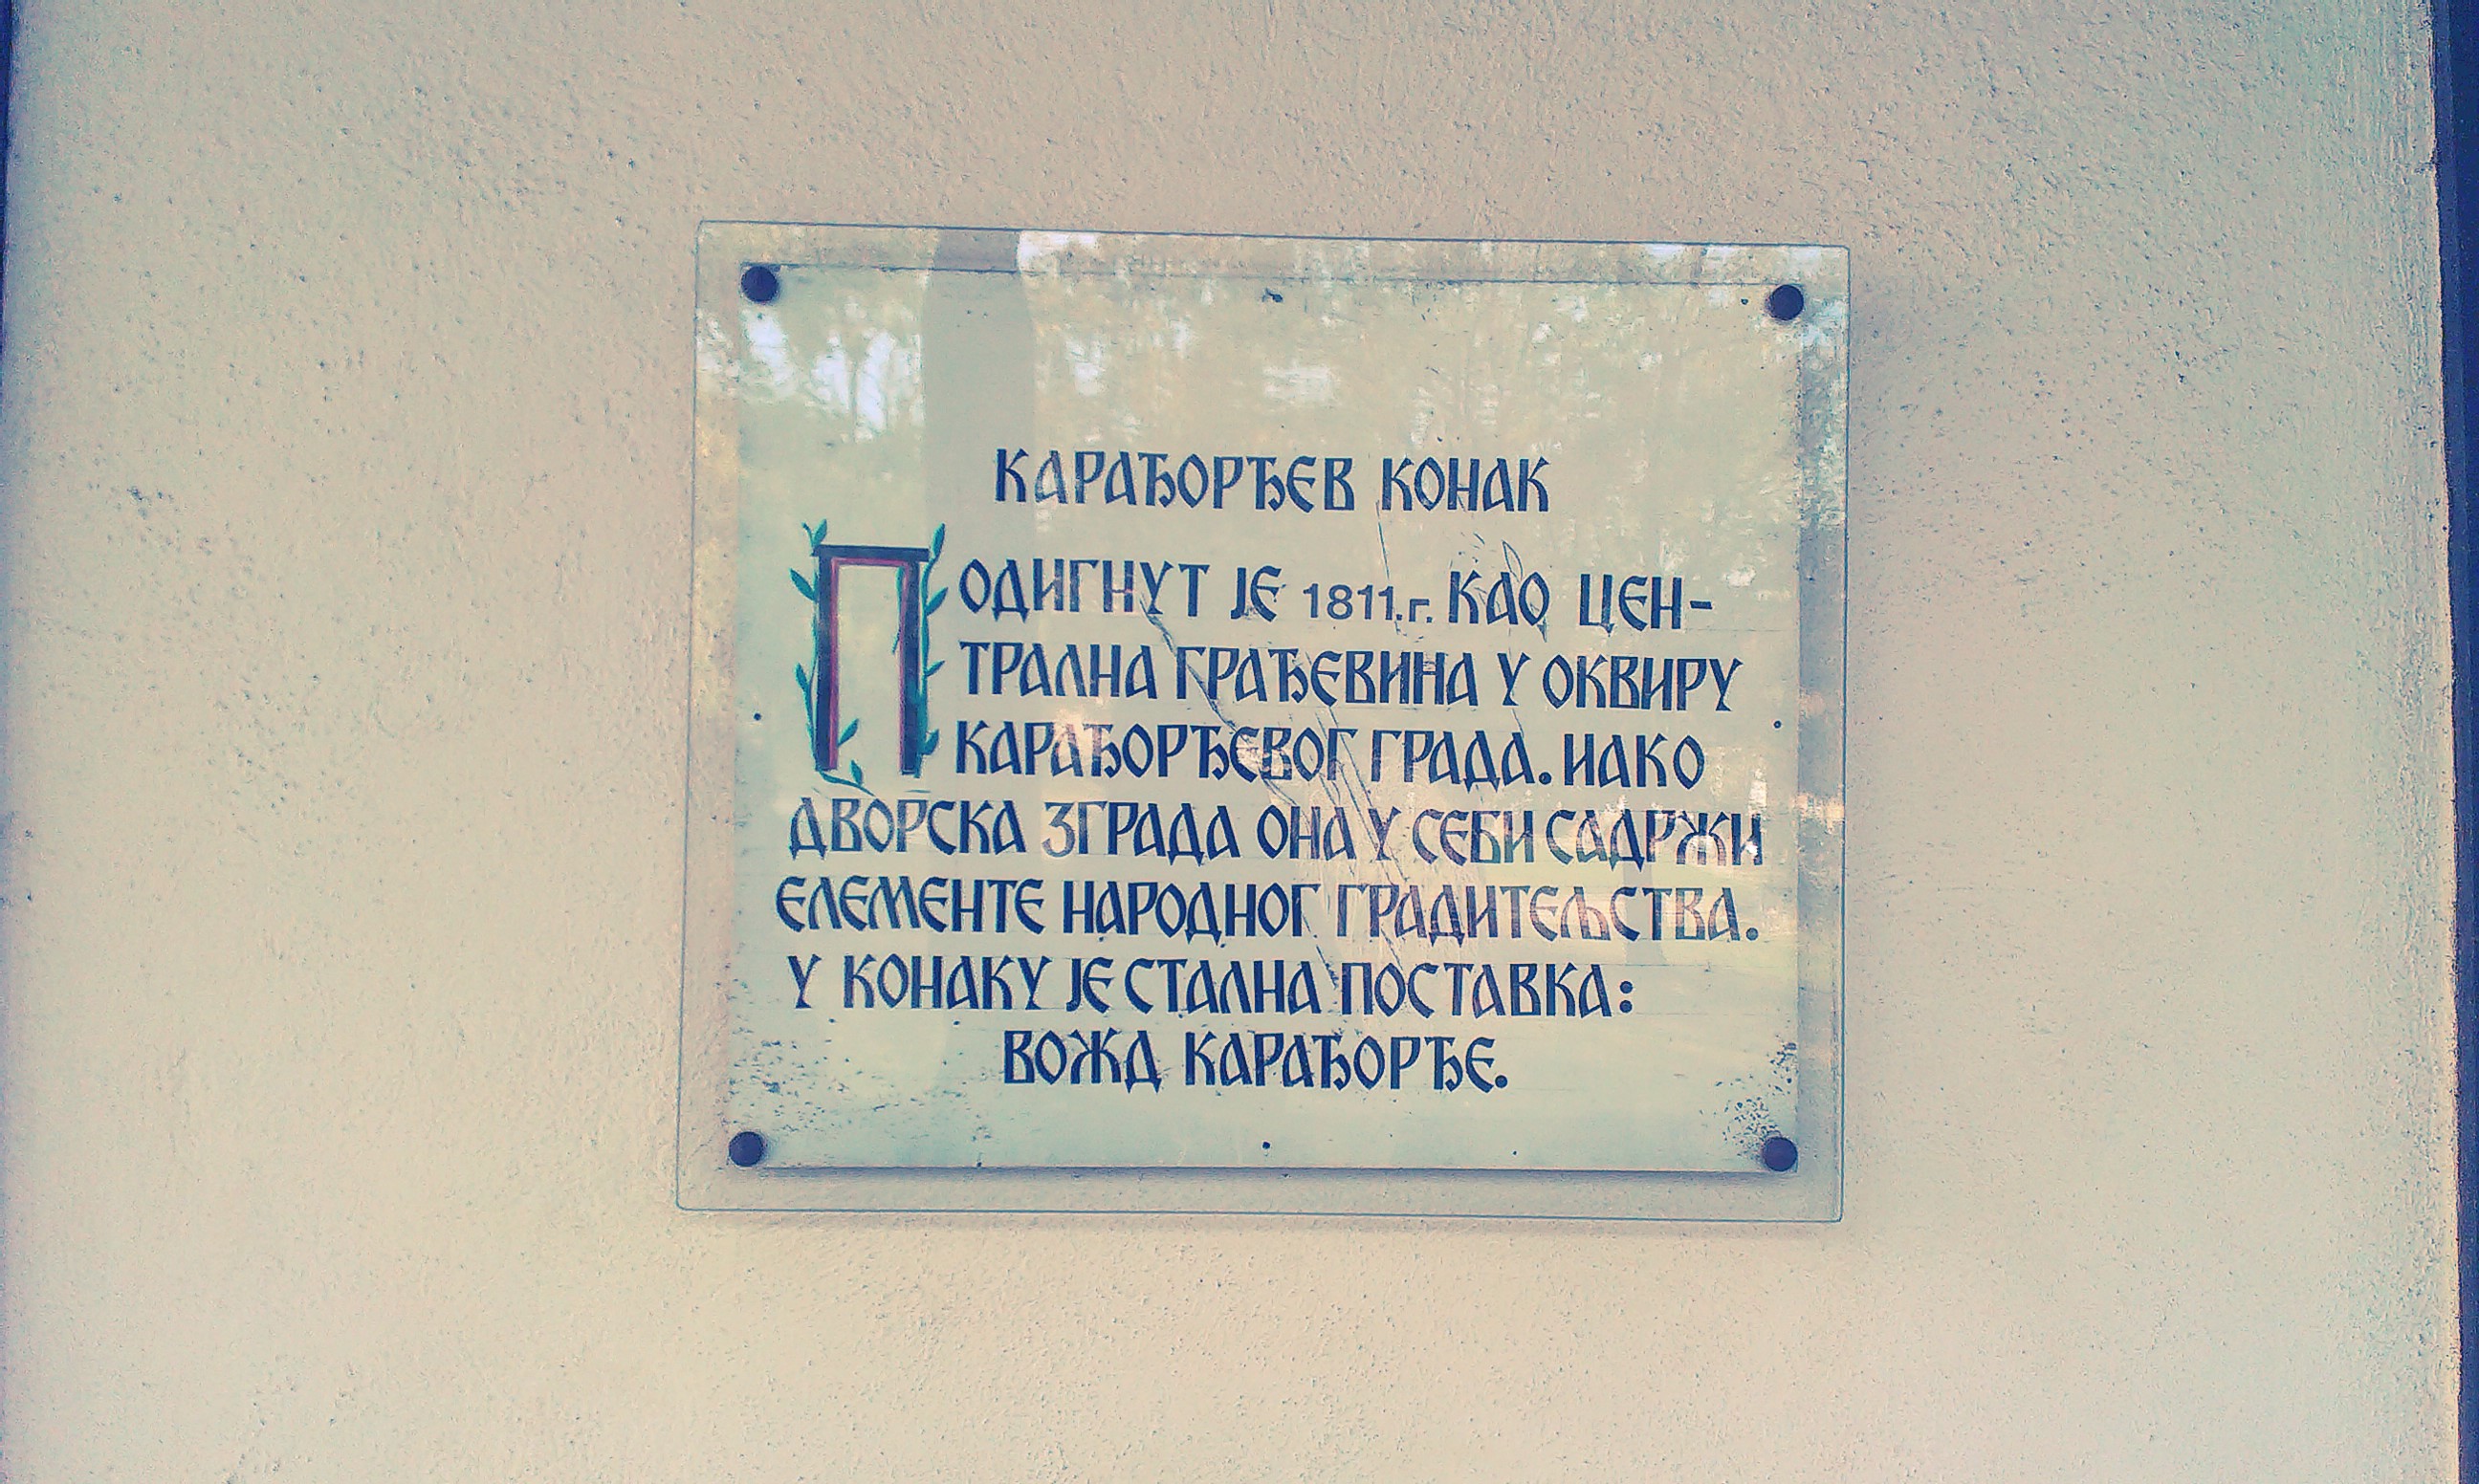 КАРАЂОРЂЕВ КОНАК
ПОДИГНУТ ЈЕ 1811.г. КАО ЦЕН-
ТРАЛНА ГРАЂЕВИНА У ОКВИРУ
КАРАЂОРЂЕВОГ ГРАДА. ИАКО
ДВОРСКА ЗГРАДА ОНА У СЕБИ САДРЖИ
ЕЛЕМЕНТЕ НАРОДНОГ ГРАДИТЕЉСТВА.
У КОНАКУ ЈЕ СТАЛНА ПОСТАВКА:
ВОЖД КАРАЂОРЂЕ.